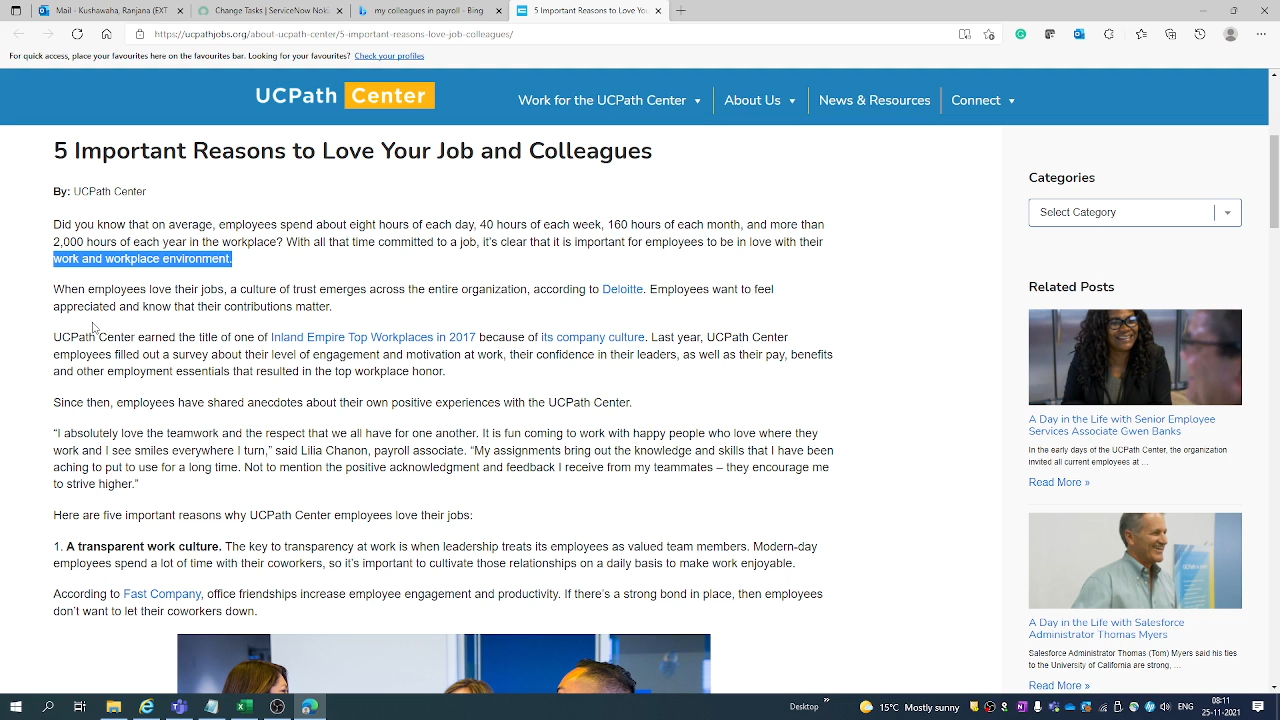 Mail - Kushawaha, Ranjana (EXT
Change Tasks | ServiceNow Nok
my palegiarism - Bing
5 Important Reasons to Love You
https://ucpathjobs.org/about-ucpath-center/5-important-reasons-love-job-colleagues/
For quick access, place your favourites here on the favourites bar. Looking for your favourites? Check your profiles
UCPath Center
Work for the UCPath Center
About Us
News & Resources
Connect
5 Important Reasons to Love Your Job and Colleagues
By: UCPath Center
Did you know that on average, employees spend about eight hours of each day, 40 hours of each week, 160 hours of each month, and more than
2,000 hours of each year in the workplace? With all that time committed to a job, it's clear that it is important for employees to be in love with their
work and workplace environment.
When employees love their jobs, a culture of trust emerges across the entire organization, according to Deloitte. Employees want to feel
appreciated and know that their contributions matter.
UCPath Center earned the title of one of Inland Empire Top Workplaces in 2017 because of its company culture. Last year, UCPath Center
employees filled out a survey about their level of engagement and motivation at work, their confidence in their leaders, as well as their pay, benefits
and other employment essentials that resulted in the top workplace honor.
Since then, employees have shared anecdotes about their own positive experiences with the UCPath Center.
“I absolutely love the teamwork and the respect that we all have for one another. It is fun coming to work with happy people who love where they
work and I see smiles everywhere I turn,” said Lilia Chanon, payroll associate. “My assignments bring out the knowledge and skills that I have been
aching to put to use for a long time. Not to mention the positive acknowledgment and feedback I receive from my teammates – they encourage me
to strive higher.”
Here are five important reasons why UCPath Center employees love their jobs:
1. A transparent work culture. The key to transparency at work is when leadership treats its employees as valued team members. Modern-day
employees spend a lot of time with their coworkers, so it's important to cultivate those relationships on a daily basis to make work enjoyable.
According to Fast Company, office friendships increase employee engagement and productivity. If there's a strong bond in place, then employees
don't want to let their coworkers down.
Categories
Select Category
Related Posts
A Day in the Life with Senior Employee
Services Associate Gwen Banks
In the early days of the UCPath Center, the organization
invited all current employees at ...
Read More »
A Day in the Life with Salesforce
Administrator Thomas Myers
Salesforce Administrator Thomas (Tom) Myers said his ties
to the University of California are strong, ...
Read More »
Desktop
15°C Mostly sunny
ENG
08:11
25-11-2021